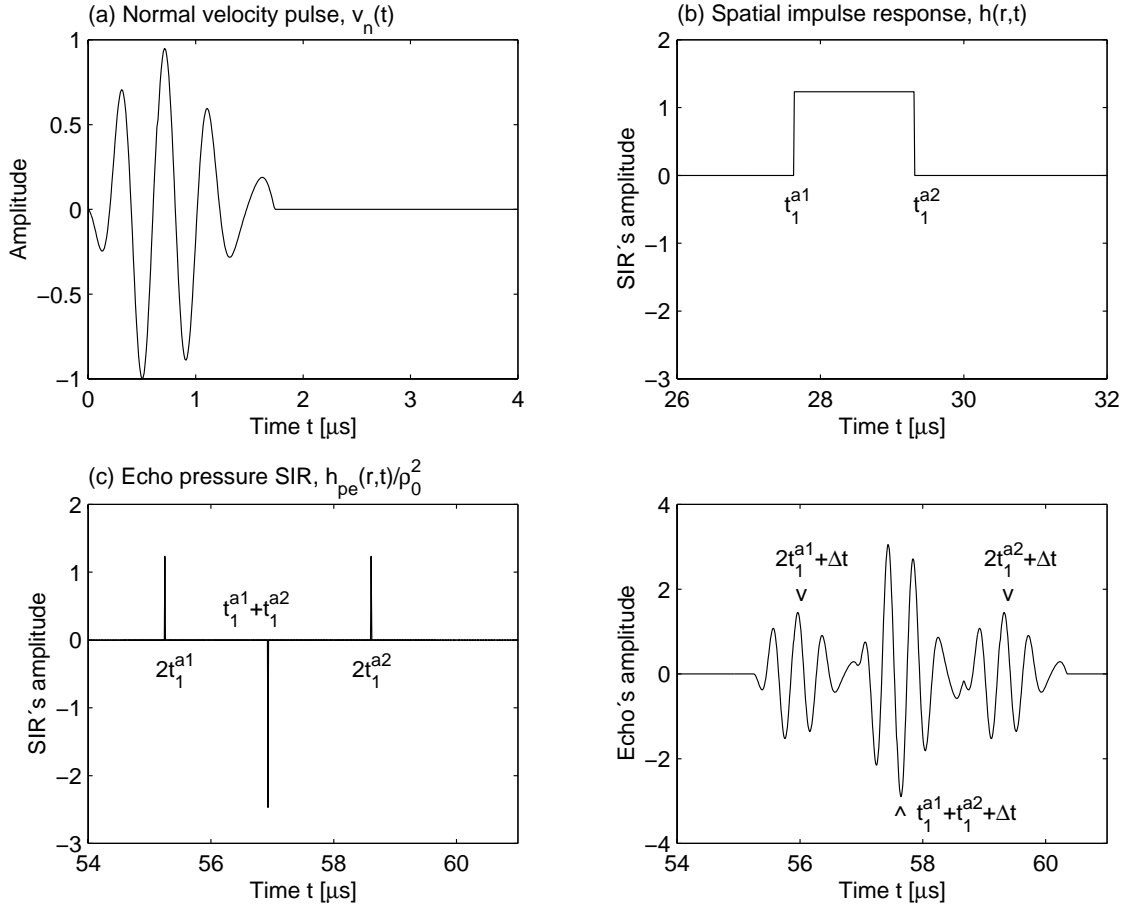 (a) Normal velocity pulse, v_n(t)
1
0.5
0
−0.5
−1
Amplitude
0 1 2 3 4
Time t [μs]
(b) Spatial impulse response, h(r,t)
2
1
0
−1
−2
−3
SIR´s amplitude
t_1^{a1} t_1^{a2}
26 28 30 32
Time t [μs]
(c) Echo pressure SIR, h_{pe}(r,t)/ρ_0^2
2
1
0
−1
−2
−3
SIR´s amplitude
t_1^{a1}+t_1^{a2}
2t_1^{a1} 2t_1^{a2}
54 56 58 60
Time t [μs]
4
2
0
−2
−4
Echo´s amplitude
2t_1^{a1}+Δt 2t_1^{a2}+Δt
v v
^ t_1^{a1}+t_1^{a2}+Δt
54 56 58 60
Time t [μs]